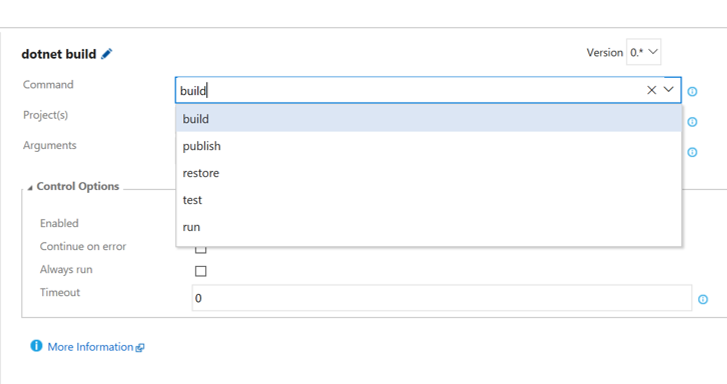 dotnet build
Version 0.*
Command
build
Project(s)
build
Arguments
publish
restore
Control Options
test
Enabled
run
Continue on error
Always run
Timeout
0
More Information